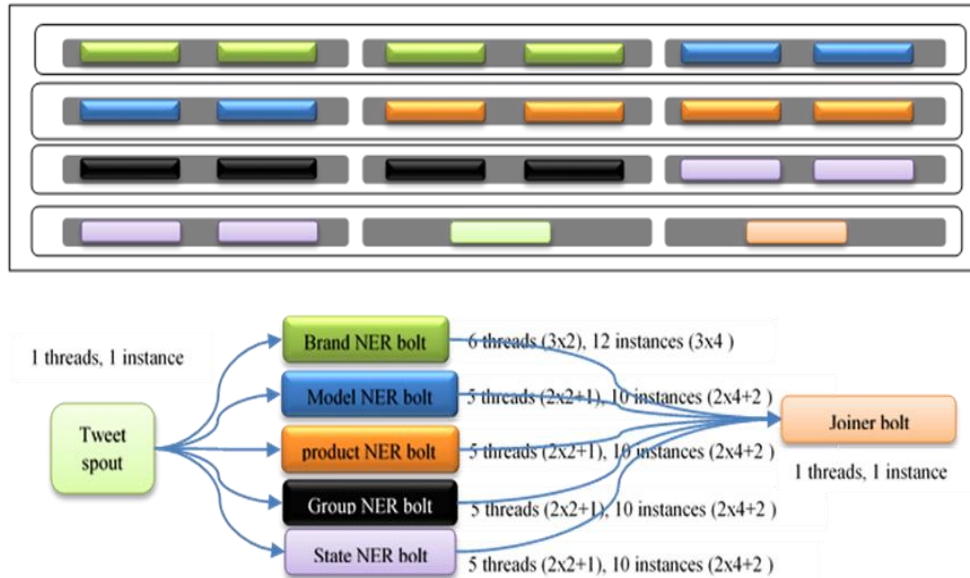 1 threads, 1 instance
Tweet
spout
Brand NER bolt
6 threads (3x2), 12 instances (3x4 )
Model NER bolt
5 threads (2x2+1), 10 instances (2x4+2 )
product NER bolt
5 threads (2x2+1), 10 instances (2x4+2 )
Group NER bolt
5 threads (2x2+1), 10 instances (2x4+2 )
State NER bolt
5 threads (2x2+1), 10 instances (2x4+2 )
Joiner bolt
1 threads, 1 instance